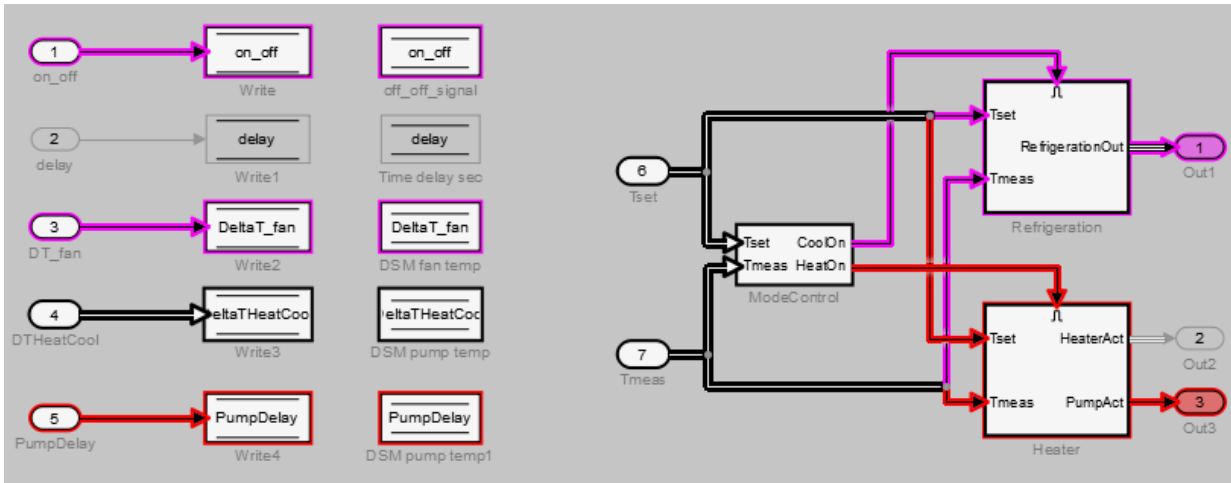 1
on_off
on_off
Write
on_off
off_off_signal
2
delay
delay
Write1
delay
Time delay sec
3
DT_fan
DeltaT_fan
Write2
DeltaT_fan
DSM fan temp
4
DTHeatCool
eltaTHeatCoo
Write3
eltaTHeatCoo
DSM pump temp
5
PumpDelay
PumpDelay
Write4
PumpDelay
DSM pump temp1
6
Tset
7
Tmeas
Tset CoolOn
Tmeas HeatOn
ModeControl
Tset
RefrigerationOut
Tmeas
Refrigeration
1
Out1
Tset HeaterAct
Tmeas PumpAct
Heater
2
Out2
3
Out3